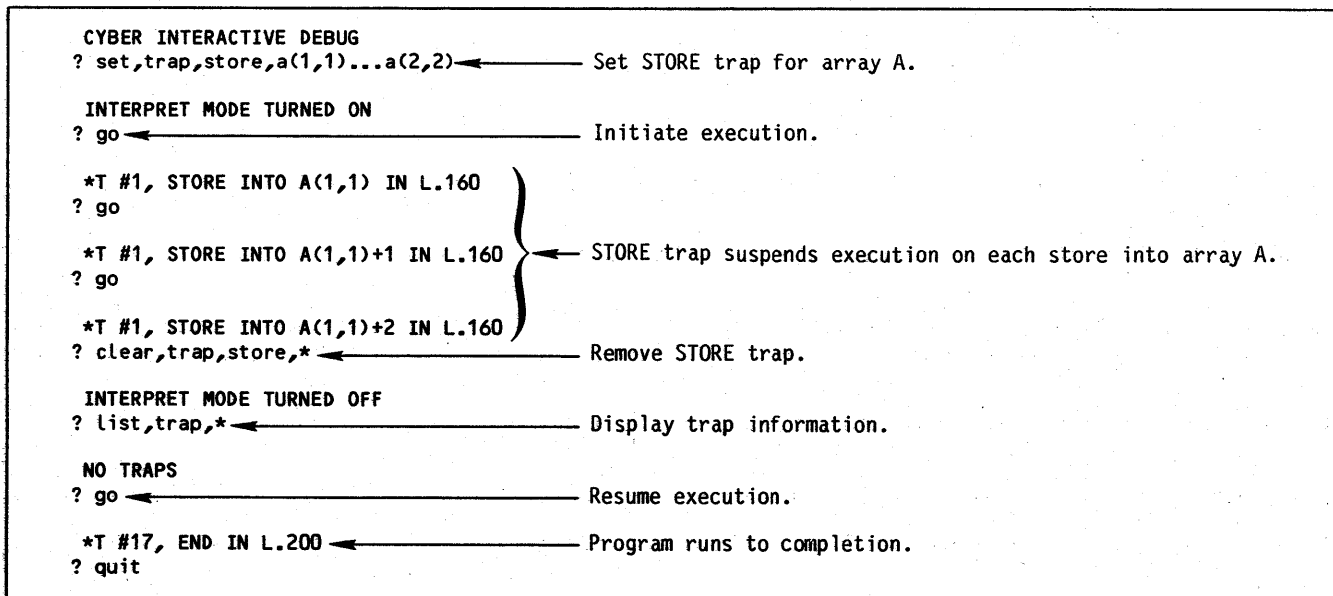 CYBER INTERACTIVE DEBUG
? set,trap,store,a(1,1)...a(2,2) Set STORE trap for array A.
INTERPRET MODE TURNED ON
? go Initiate execution.
*T #1, STORE INTO A(1,1) IN L.160
? go
*T #1, STORE INTO A(1,1)+1 IN L.160 STORE trap suspends execution on each store into array A.
? go
*T #1, STORE INTO A(1,1)+2 IN L.160
? clear,trap,store,* Remove STORE trap.
INTERPRET MODE TURNED OFF
? list,trap,* Display trap information.
NO TRAPS
? go Resume execution.
*T #17, END IN L.200 Program runs to completion.
? quit